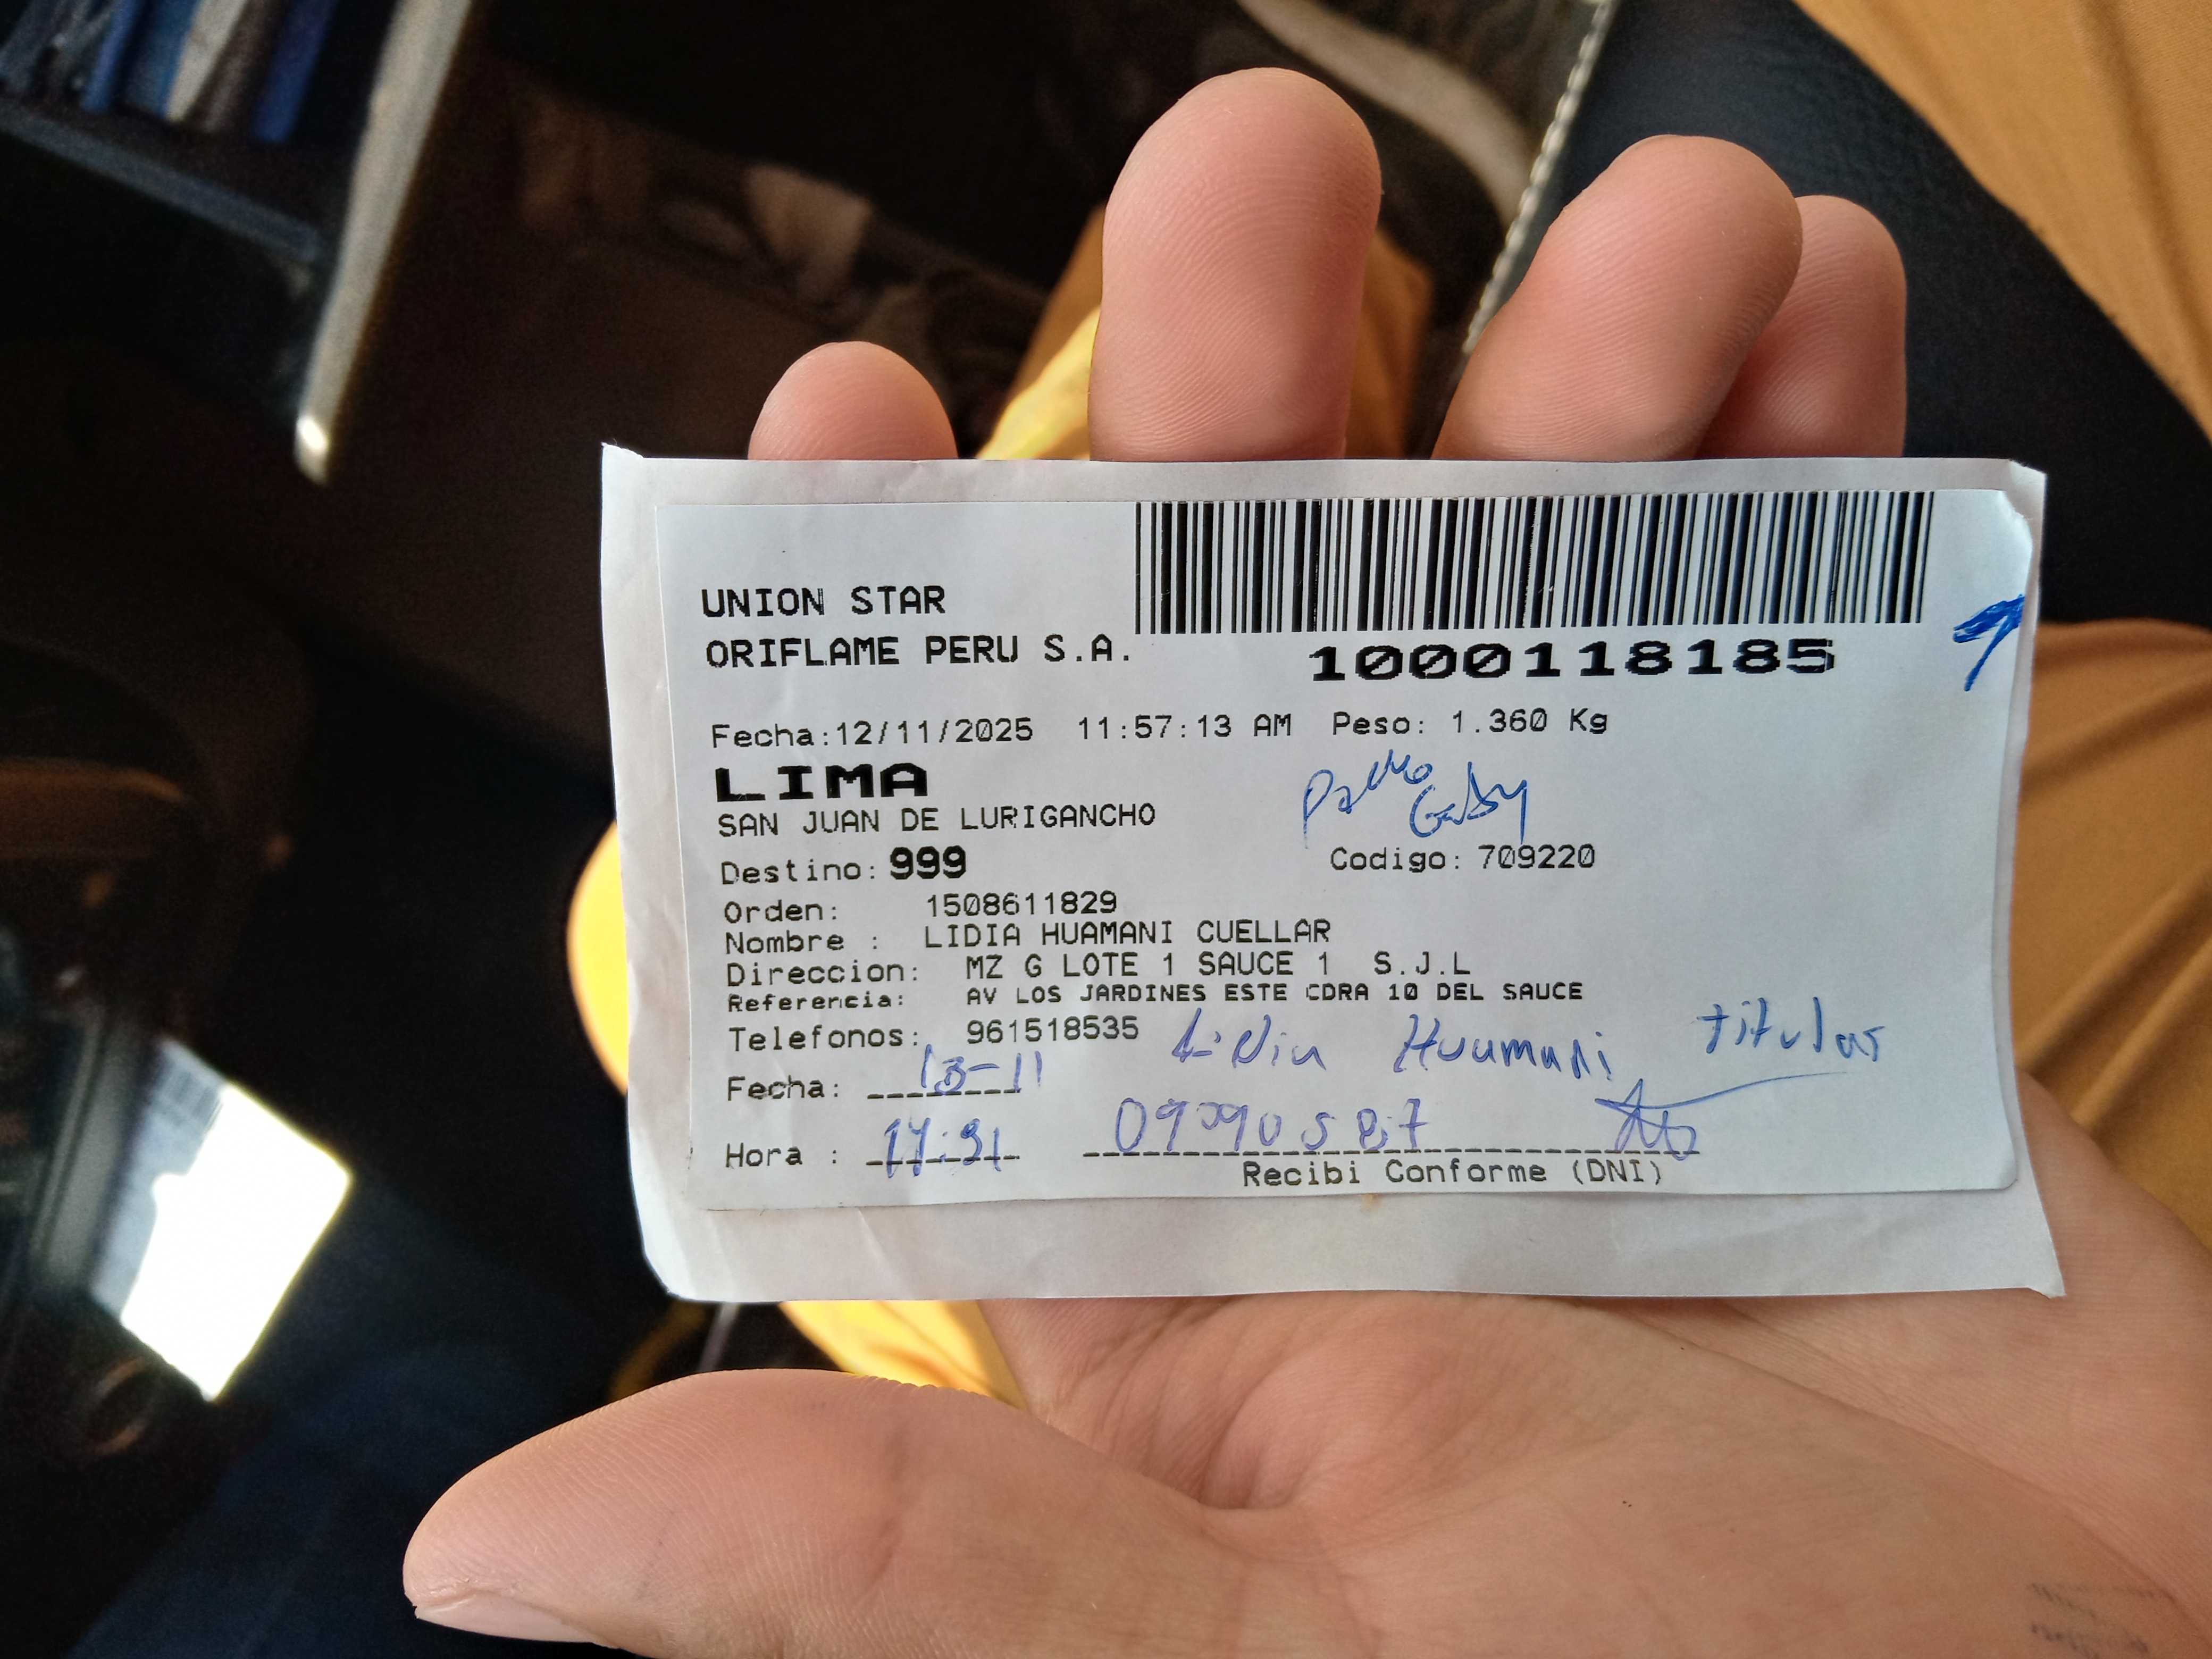 UNION STAR
ORIFLAME PERU S.A.
1000118185
Fecha:12/11/2025 11:57:13 AM Peso: 1.360 Kg
LIMA
SAN JUAN DE LURIGANCHO
Gaby
Destino: 999 Codigo: 709220
Orden: 1508611829
Nombre : LIDIA HUAMANI CUELLAR
Direccion: MZ G LOTE 1 SAUCE 1 S.J.L
Referencia: AV LOS JARDINES ESTE CDRA 10 DEL SAUCE
Telefonos: 961518535
Lidia Huamani titular
Fecha: 13-11
Hora :
Recibi Conforme (DNI)